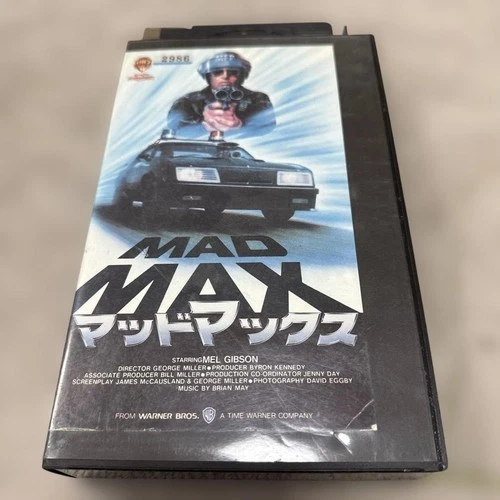 2986
MAD
MAX
マッドマックス
STARRING MEL GIBSON
DIRECTOR GEORGE MILLER●PRODUCER BYRON KENNEDY
ASSOCIATE PRODUCER BILL MILLER●PRODUCTION CO-ORDINATOR JENNY DAY
SCREENPLAY JAMES McCAUSLAND & GEORGE MILLER●PHOTOGRAPHY DAVID EGGBY
MUSIC BY BRIAN MAY
FROM WARNER BROS. A TIME WARNER COMPANY